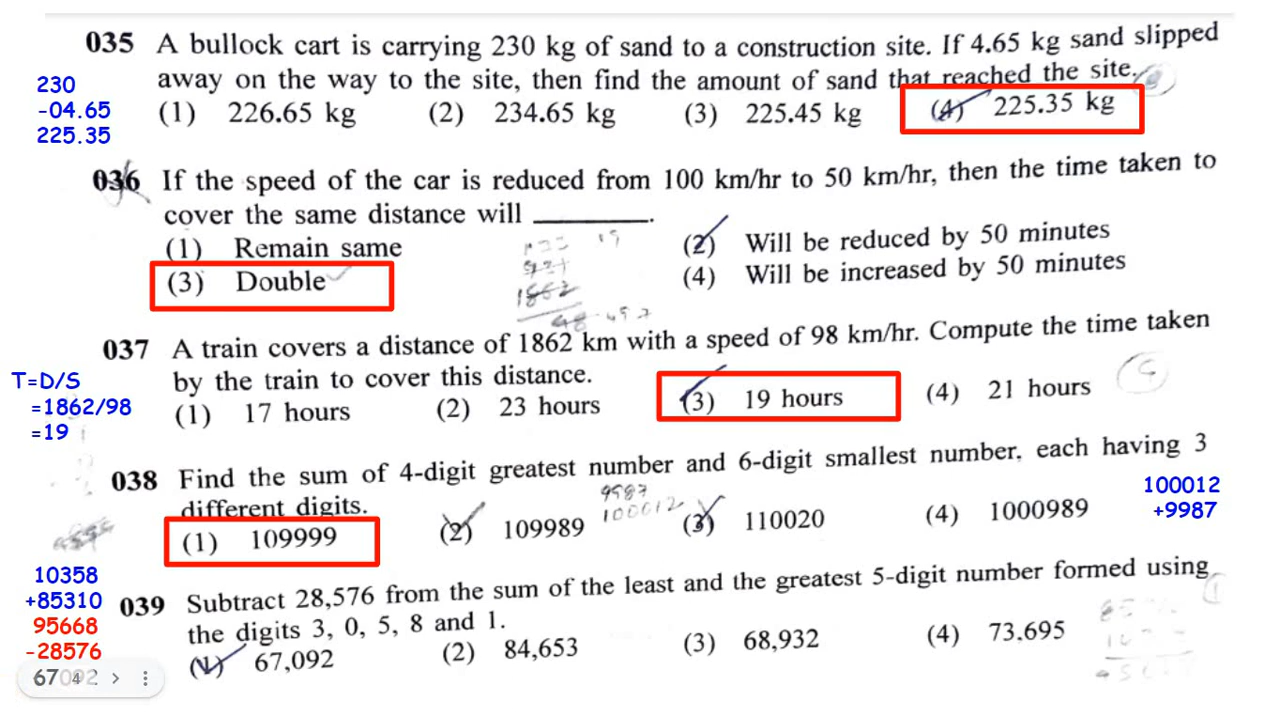 035 A bullock cart is carrying 230 kg of sand to a construction site. If 4.65 kg sand slipped
away on the way to the site, then find the amount of sand that reached the site.
(1) 226.65 kg (2) 234.65 kg (3) 225.45 kg (4) 225.35 kg
230
-04.65
225.35
036 If the speed of the car is reduced from 100 km/hr to 50 km/hr, then the time taken to
cover the same distance will ________.
(1) Remain same (2) Will be reduced by 50 minutes
(3) Double (4) Will be increased by 50 minutes
1862
037 A train covers a distance of 1862 km with a speed of 98 km/hr. Compute the time taken
by the train to cover this distance.
(1) 17 hours (2) 23 hours (3) 19 hours (4) 21 hours
T=D/S
=1862/98
=19
038 Find the sum of 4-digit greatest number and 6-digit smallest number, each having 3
different digits.
(1) 109999 (2) 109989 (3) 110020 (4) 1000989
9987
100012
100012
+9987
039 Subtract 28,576 from the sum of the least and the greatest 5-digit number formed using
the digits 3, 0, 5, 8 and 1.
(1) 67,092 (2) 84,653 (3) 68,932 (4) 73.695
10358
+85310
95668
-28576
67092